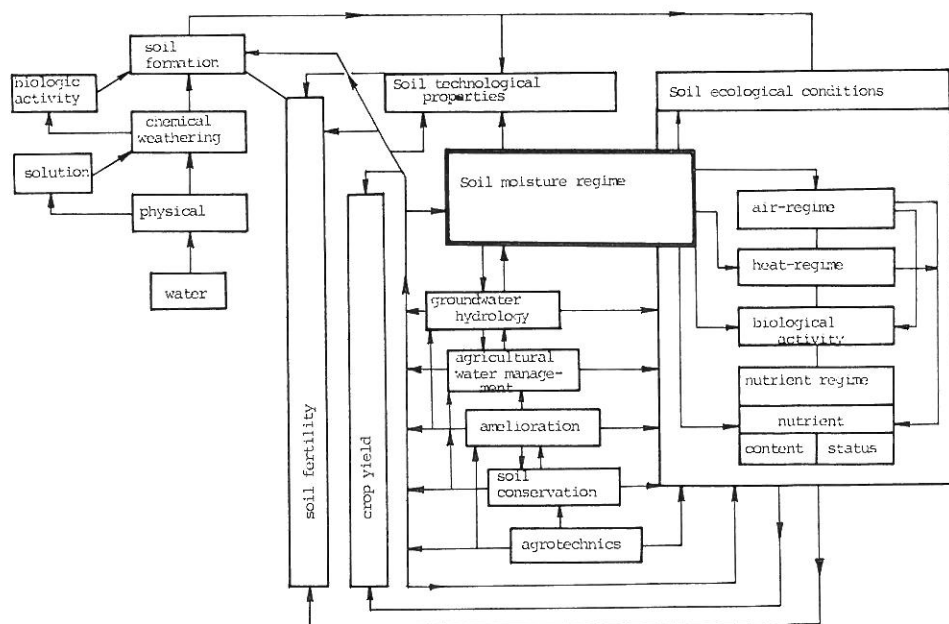 soil
formation
biologic
activity
chemical
weathering
solution
physical
water
soil fertility
crop yield
Soil technological
properties
Soil ecological conditions
Soil moisture regime
air-regime
heat-regime
biological
activity
nutrient regime
nutrient
content
status
groundwater
hydrology
agricultural
water manage-
ment
amelioration
soil
conservation
agrotechnics